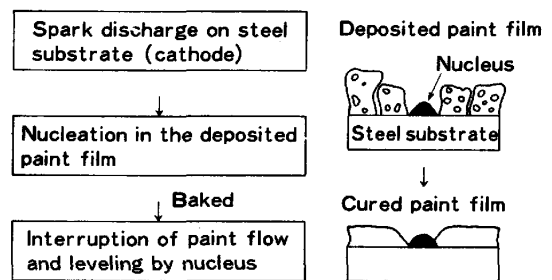 Spark discharge on steel
substrate (cathode)
Nucleation in the deposited
paint film
Baked
Interruption of paint flow
and leveling by nucleus
Deposited paint film
Nucleus
Steel substrate
Cured paint film